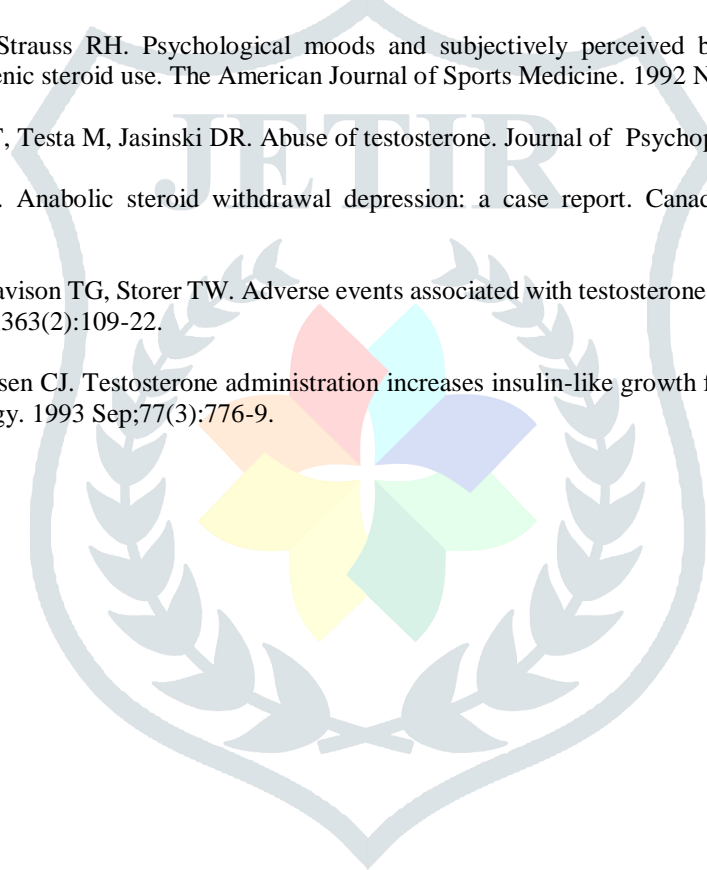 Strauss RH. Psychological moods and subjectively perceived b
enic steroid use. The American Journal of Sports Medicine. 1992 N
, Testa M, Jasinski DR. Abuse of testosterone. Journal of Psychop
JETIR
. Anabolic steroid withdrawal depression: a case report. Canad
avison TG, Storer TW. Adverse events associated with testosterone
363(2):109-22.
sen CJ. Testosterone administration increases insulin-like growth f
gy. 1993 Sep;77(3):776-9.